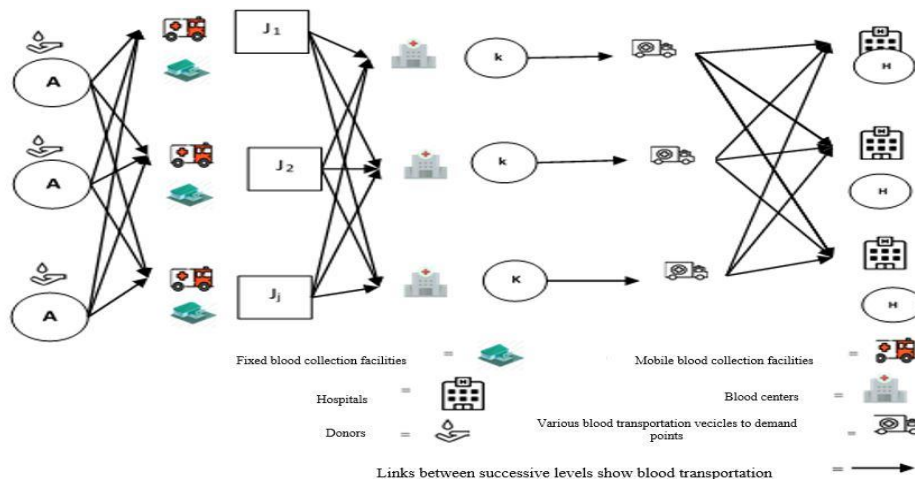 J1
A
k
H
A
J2
k
H
A
Jj
K
H
Fixed blood collection facilities =
Mobile blood collection facilities =
Hospitals =
Blood centers =
Donors =
Various blood transportation vecicles to demand
points =
Links between successive levels show blood transportation =